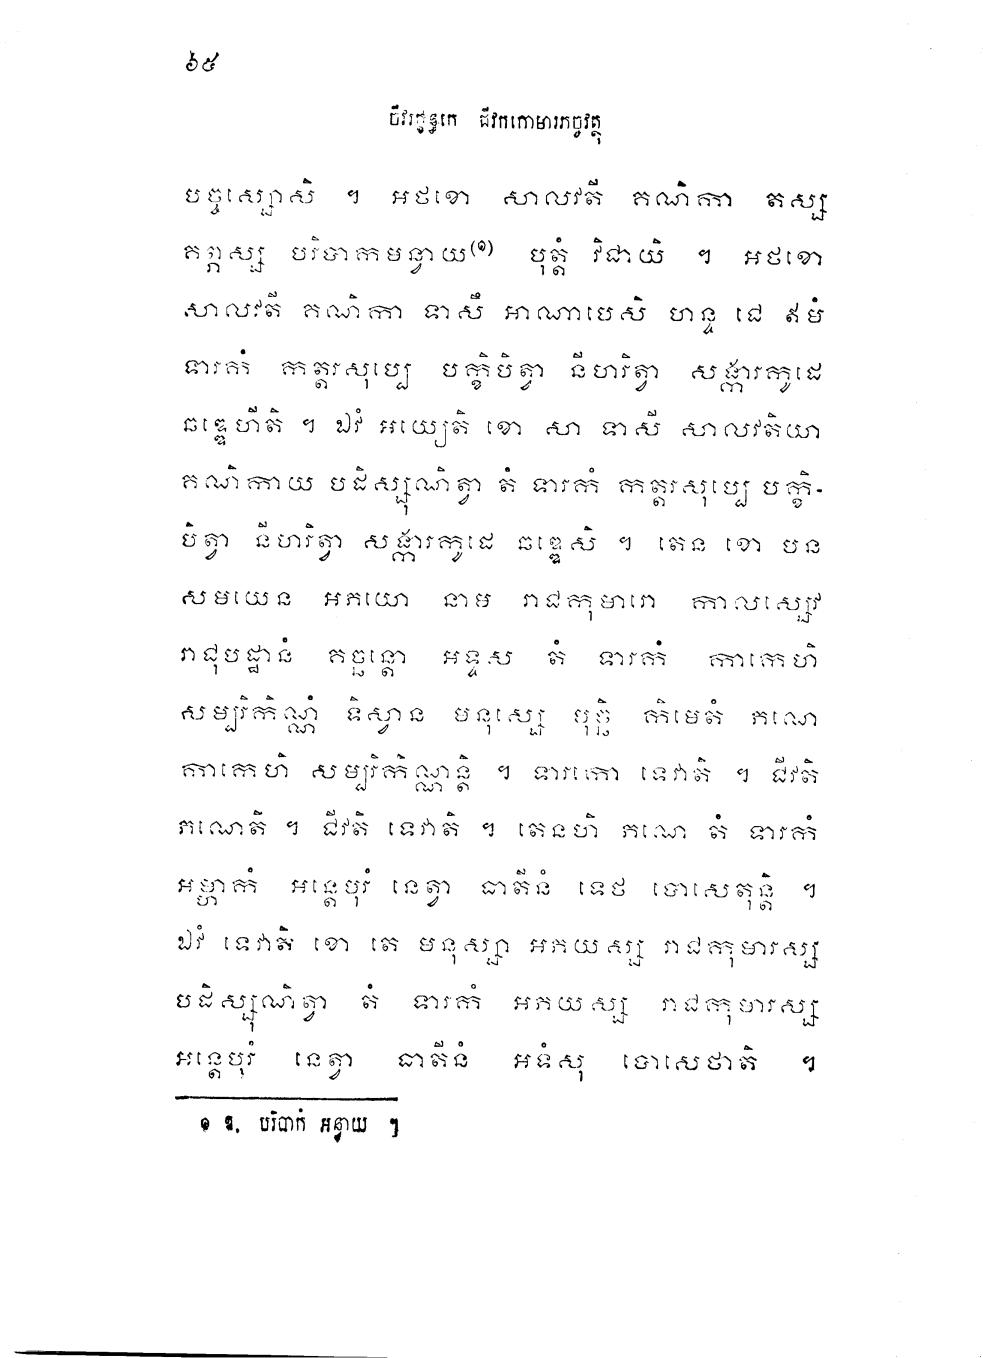 ៦៥
ចីវរក្ខន្ធកេ ជីវកកោមារភច្ចវត្ថុ
បច្ចស្សោសិ ។ អថខោ សាលវតី គណិកា តស្ស
គព្ភស្ស បរិបាកមន្វាយ(១) បុត្តំ វិជាយិ ។ អថខោ
សាលវតី គណិកា ទាសឹ អាណាបេសិ ហន្ទ ជេ ឥមំ
ទារកំ កត្តរសុប្បេ បក្ខិបិត្វា នីហរិត្វា សង្ការកូដេ
ឆឌ្ឌេហីតិ ។ ឯវំ អយ្យេតិ ខោ សា ទាសី សាលវតិយា
គណិកាយ បដិស្សុណិត្វា តំ ទារកំ កត្តរសុប្បេ បក្ខិ-
បិត្វា នីហរិត្វា សង្ការកូដេ ឆឌ្ឌេសិ ។ តេន ខោ បន
សមយេន អភយោ នាម រាជកុមារោ កាលស្សេវ
រាជុបដ្ឋានំ គច្ឆន្តោ អទ្ទស តំ ទារកំ កាកេហិ
សម្បរិកិណ្ណំ ទិស្វាន មនុស្សេ បុច្ឆិ កិមេតំ ភណេ
កាកេហិ សម្បរិកិណ្ណន្តិ ។ ទារកោ ទេវាតិ ។ ជីវតិ
ភណេតិ ។ ជីវតិ ទេវាតិ ។ តេនហិ ភណេ តំ ទារកំ
អម្ហាកំ អន្តេបុរំ នេត្វា ធាតីនំ ទេថ បោសេតុន្តិ ។
ឯវំ ទេវាតិ ខោ តេ មនុស្សា អភយស្ស រាជកុមារស្ស
បដិស្សុណិត្វា តំ ទារកំ អភយស្ស រាជកុមារស្ស
អន្តេបុរំ នេត្វា ធាតីនំ អទំសុ បោសេថាតិ ។
១ ឱ. បរិបាកំ អន្វាយ ។